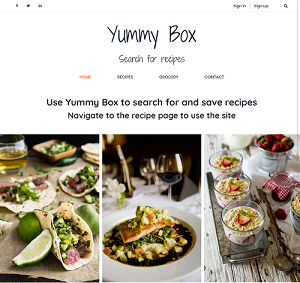 Sign in | Sign up
Yummy Box
Search for recipes
HOME RECIPES GROCERY CONTACT
Use Yummy Box to search for and save recipes
Navigate to the recipe page to use the site